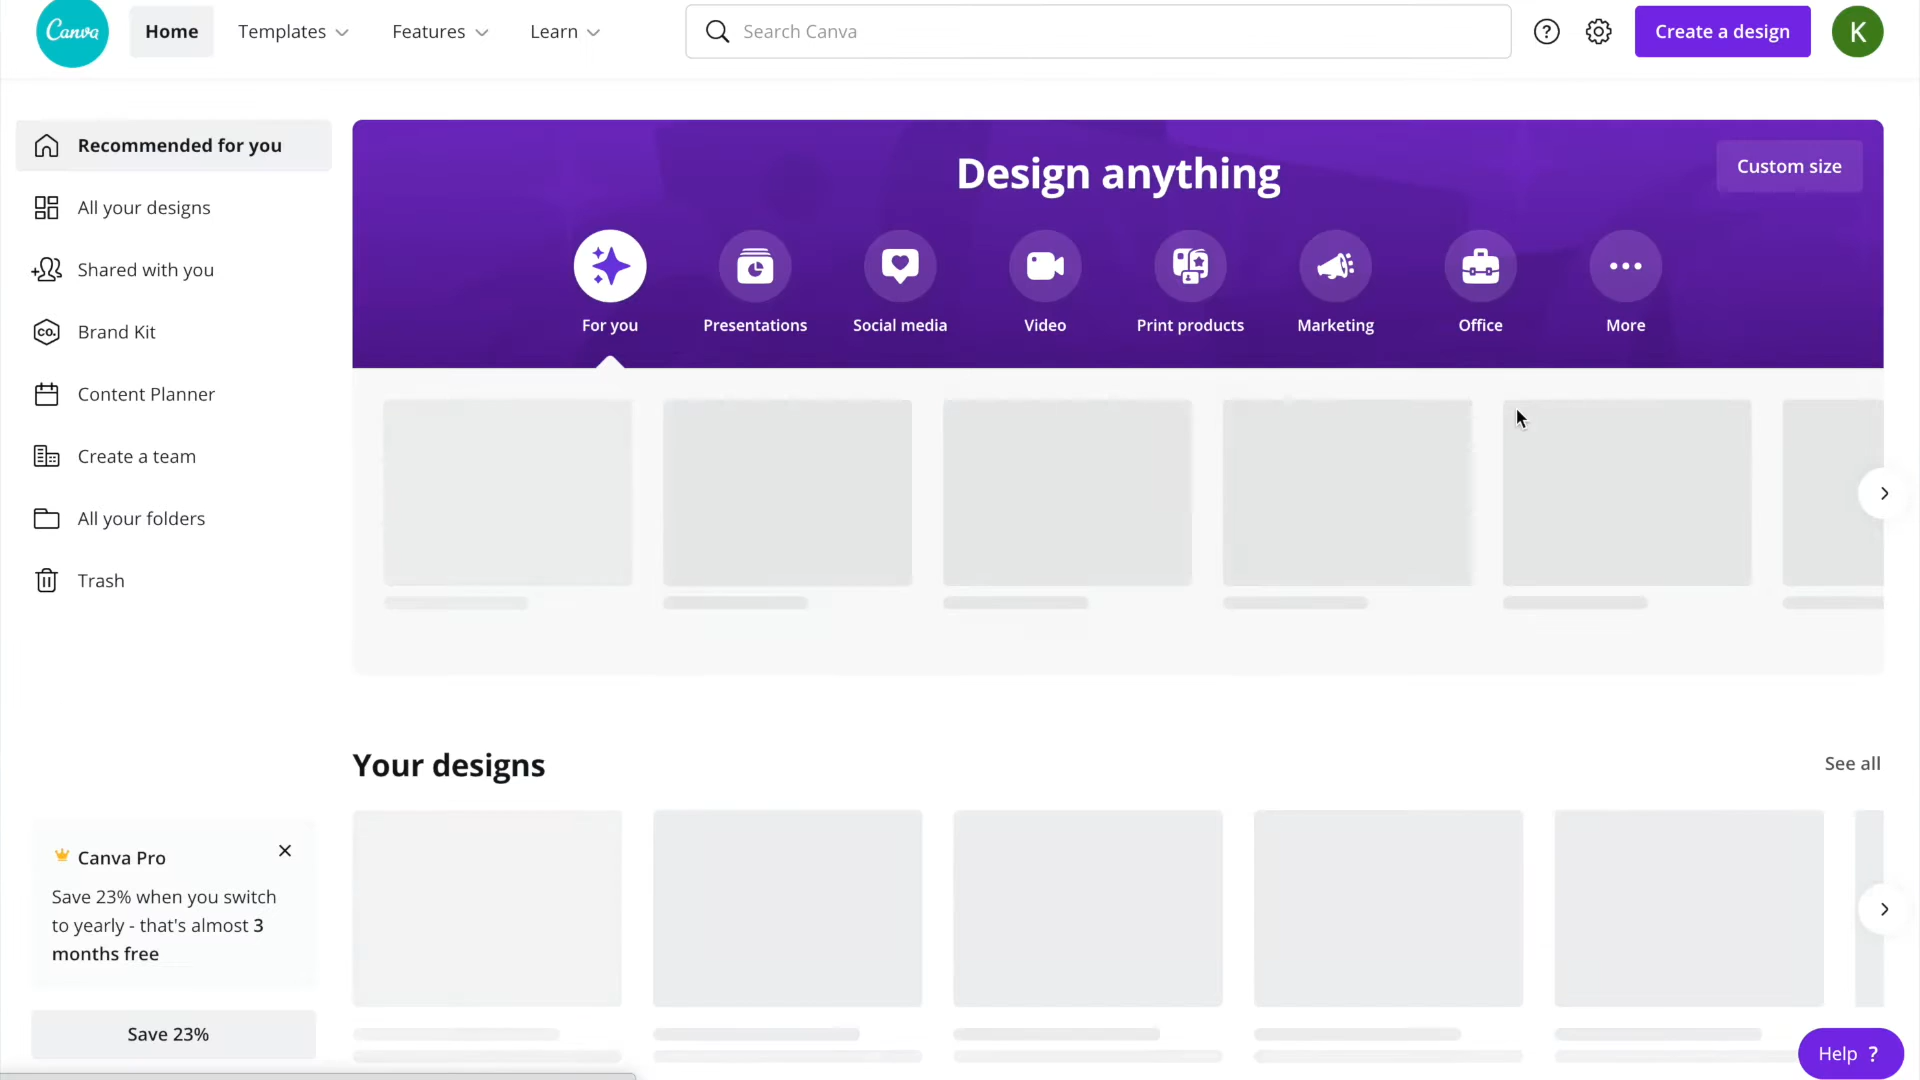 Canva
Home
Templates
Features
Learn
Search Canva
?
Create a design
K
Recommended for you
All your designs
Shared with you
CO.
Brand Kit
Content Planner
Create a team
All your folders
Trash
Design anything
Custom size
For you
Presentations
Social media
Video
Print products
Marketing
Office
More
Your designs
See all
Canva Pro
Save 23% when you switch
to yearly - that's almost 3
months free
Save 23%
Help ?